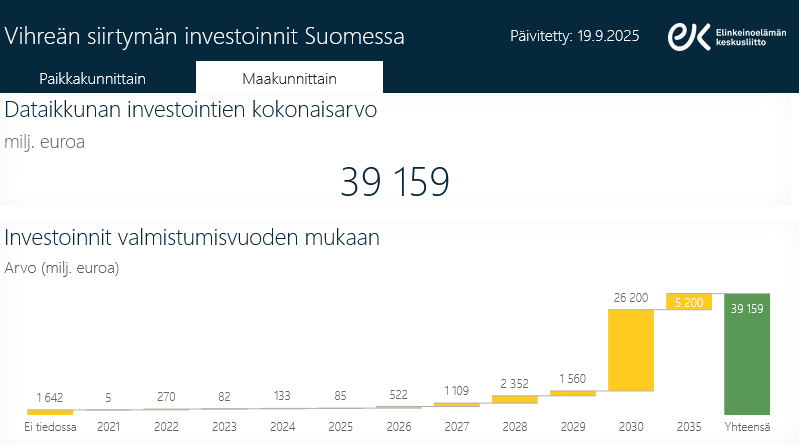 Vihreän siirtymän investoinnit Suomessa
Päivitetty: 19.9.2025
ek Elinkeinoelämän
keskusliitto
Paikkakunnittain Maakunnittain
Dataikkunan investointien kokonaisarvo
milj. euroa
39 159
Investoinnit valmistumisvuoden mukaan
Arvo (milj. euroa)
1 642 5 270 82 133 85 522 1 109 2 352 1 560 26 200 5 200 39 159
Ei tiedossa 2021 2022 2023 2024 2025 2026 2027 2028 2029 2030 2035 Yhteensä